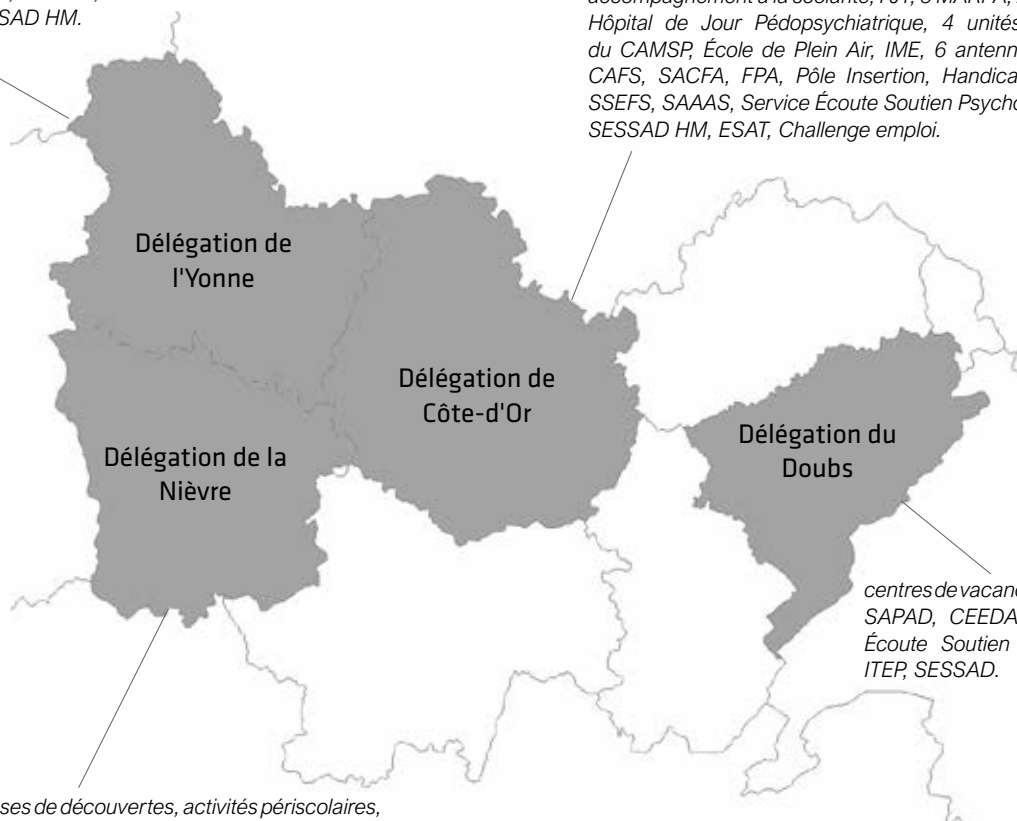 SAD HM.
accompagnement à la scolarité, FJT,
Hôpital de Jour Pédopsychiatrique, 4 unités
du CAMSP, École de Plein Air, IME, 6 antenn
CAFS, SACFA, FPA, Pôle Insertion, Handica
SSEFS, SAAAS, Service Écoute Soutien Psycho
SESSAD HM, ESAT, Challenge emploi.
Délégation de
l'Yonne
Délégation de
Côte-d'Or
Délégation de la
Nièvre
Délégation du
Doubs
centres de vacanc
SAPAD, CEEDA
Écoute Soutien
ITEP, SESSAD.
ses de découvertes, activités périscolaires,